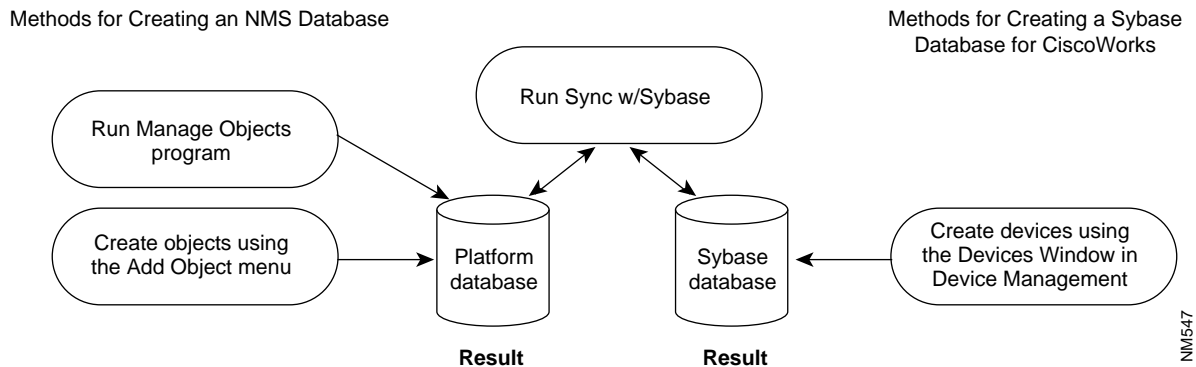 Methods for Creating an NMS Database
Methods for Creating a Sybase
Database for CiscoWorks
Run Sync w/Sybase
Run Manage Objects
program
Create objects using
the Add Object menu
Platform
database
Sybase
database
Create devices using
the Devices Window in
Device Management
Result
Result
NM547